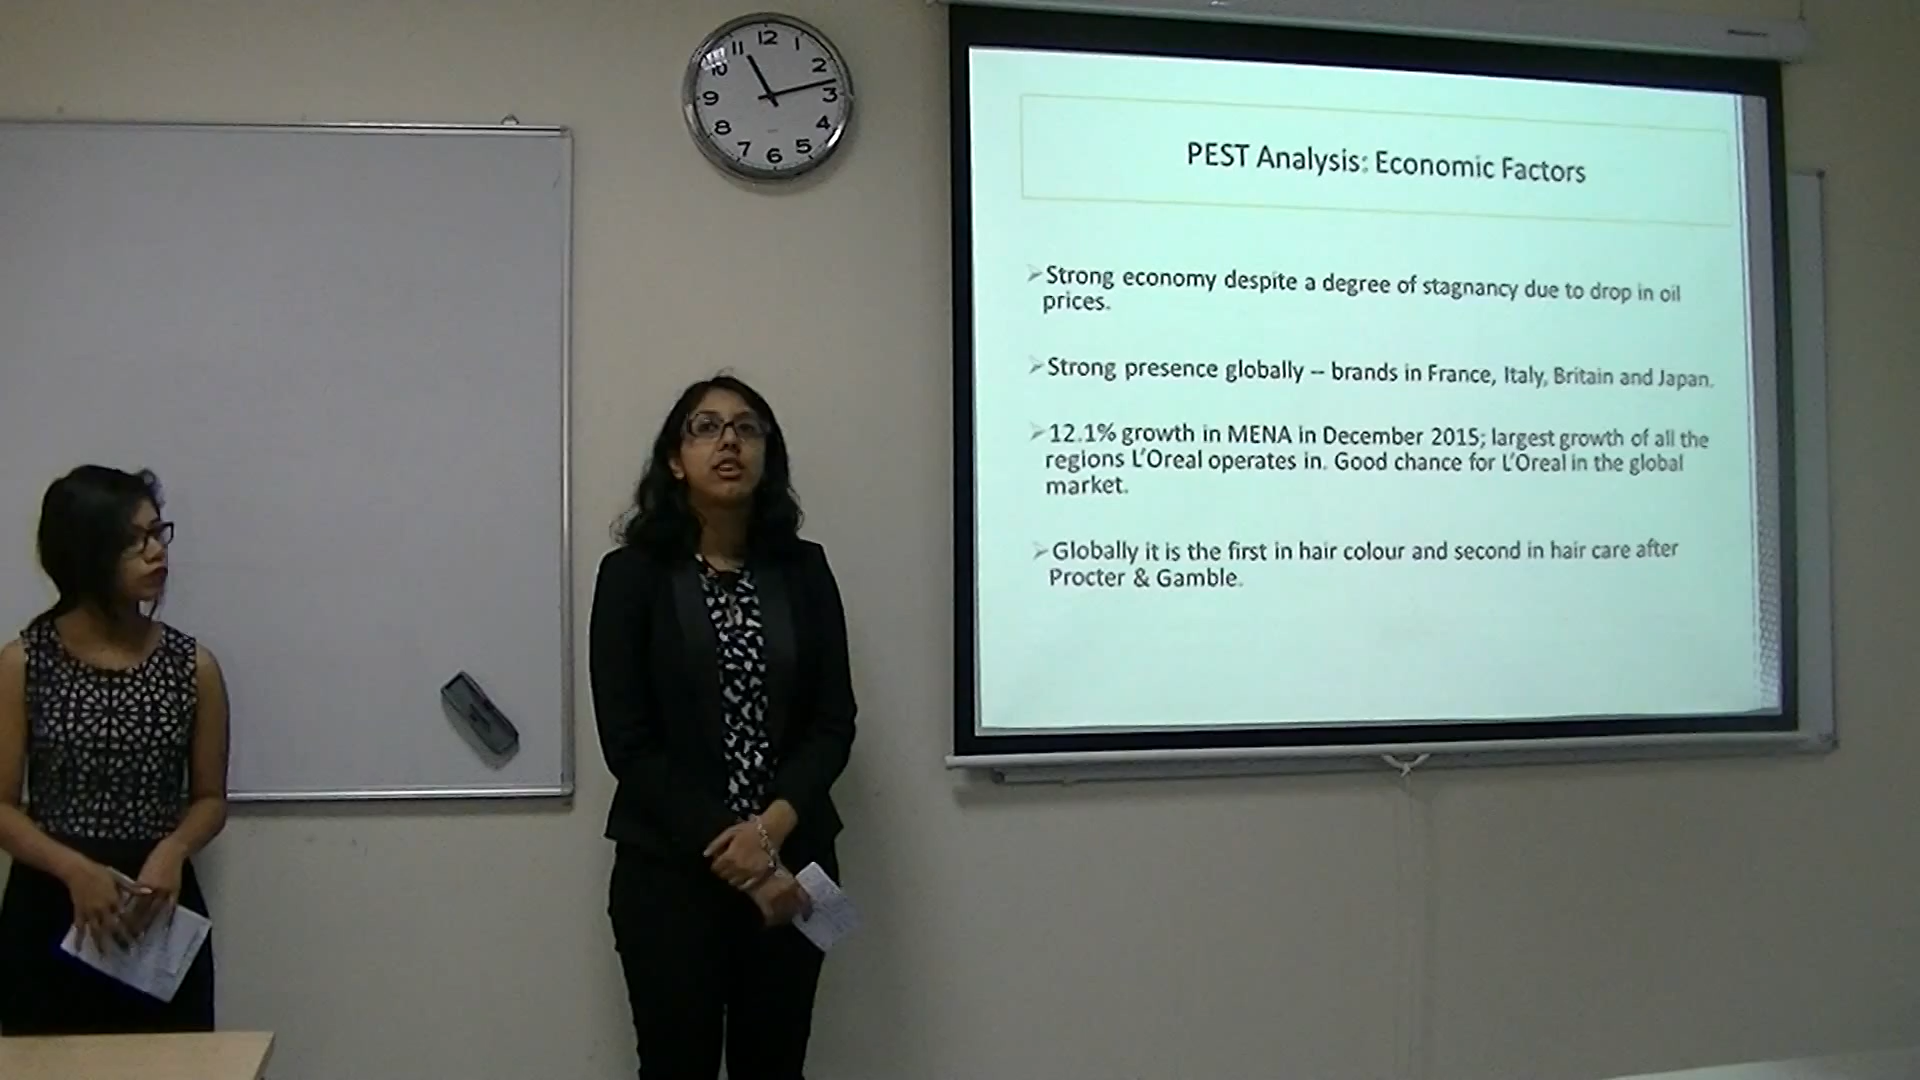 12
11 1
10 2
9 3
8 4
7 5
6
PEST Analysis: Economic Factors
Strong economy despite a degree of stagnancy due to drop in oil
prices.
Strong presence globally – brands in France, Italy, Britain and Japan.
12.1% growth in MENA in December 2015; largest growth of all the
regions L'Oreal operates in. Good chance for L'Oreal in the global
market.
Globally it is the first in hair colour and second in hair care after
Procter & Gamble.